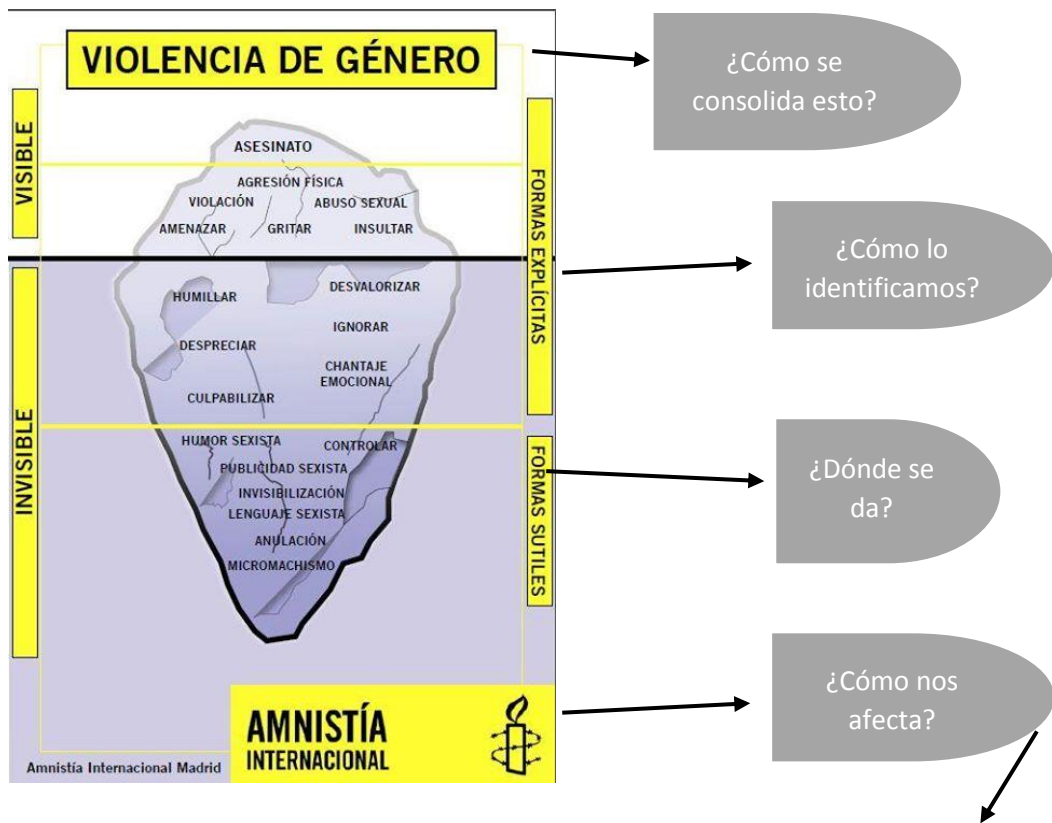 VIOLENCIA DE GÉNERO
VISIBLE
INVISIBLE
ASESINATO
AGRESIÓN FÍSICA
VIOLACIÓN
ABUSO SEXUAL
AMENAZAR
GRITAR
INSULTAR
HUMILLAR
DESVALORIZAR
IGNORAR
DESPRECIAR
CHANTAJE
EMOCIONAL
CULPABILIZAR
HUMOR SEXISTA
CONTROLAR
PUBLICIDAD SEXISTA
INVISIBILIZACIÓN
LENGUAJE SEXISTA
ANULACIÓN
MICROMACHISMO
FORMAS EXPLÍCITAS
FORMAS SUTILES
AMNISTÍA
INTERNACIONAL
Amnistía Internacional Madrid
¿Cómo se
consolida esto?
¿Cómo lo
identificamos?
¿Dónde se
da?
¿Cómo nos
afecta?